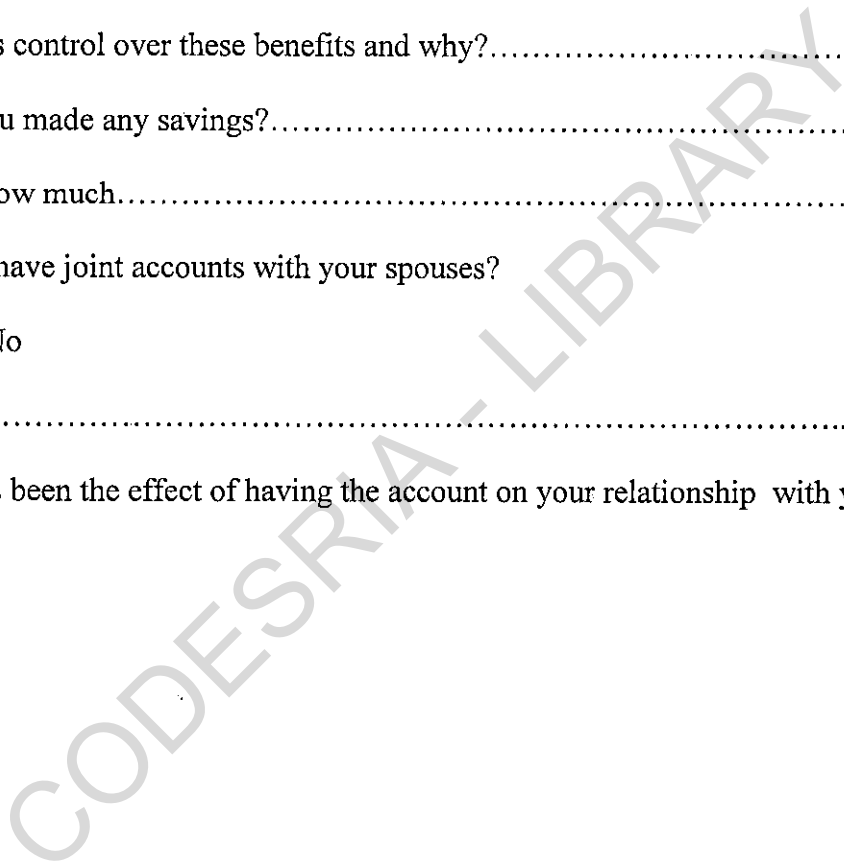 s control over these benefits and why?..............................
u made any savings?..................................................
ow much................................................................
have joint accounts with your spouses?
No
................................................................................
been the effect of having the account on your relationship with y
CODESRIA - LIBRARY